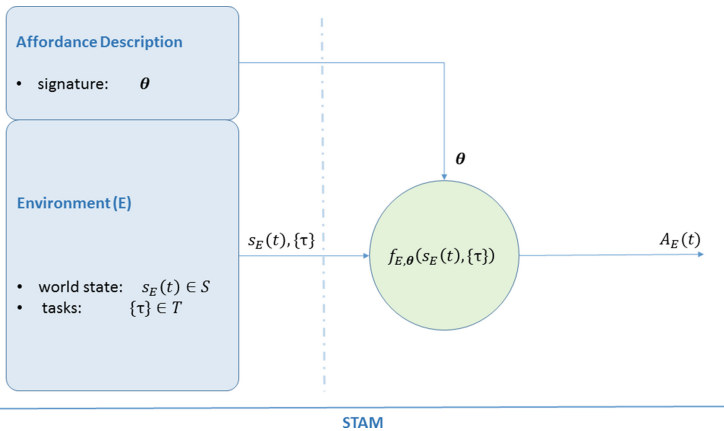 Affordance Description
• signature: θ
θ
Environment (E)
s_E(t), {τ}
f_{E,θ}(s_E(t),{τ})
A_E(t)
• world state: s_E(t) ∈ S
• tasks: {τ} ∈ T
STAM